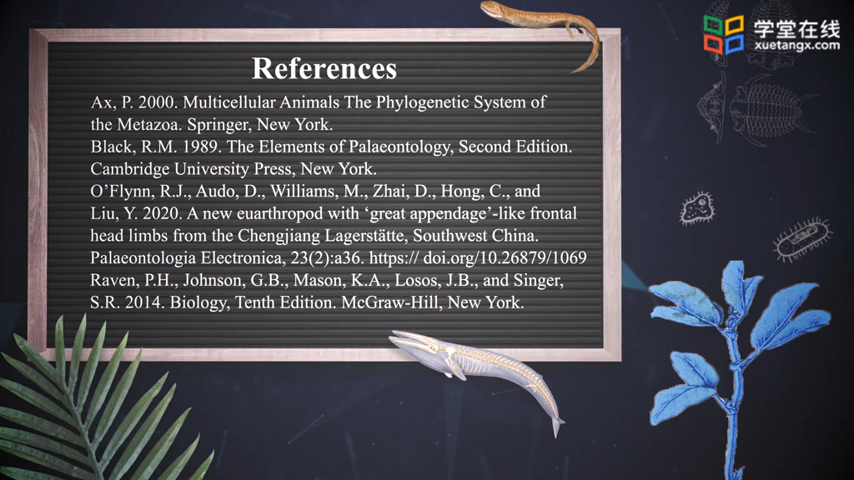 学堂在线
xuetangx.com
References
Ax, P. 2000. Multicellular Animals The Phylogenetic System of
the Metazoa. Springer, New York.
Black, R.M. 1989. The Elements of Palaeontology, Second Edition.
Cambridge University Press, New York.
O’Flynn, R.J., Audo, D., Williams, M., Zhai, D., Hong, C., and
Liu, Y. 2020. A new euarthropod with ‘great appendage’-like frontal
head limbs from the Chengjiang Lagerstätte, Southwest China.
Palaeontologia Electronica, 23(2):a36. https:// doi.org/10.26879/1069
Raven, P.H., Johnson, G.B., Mason, K.A., Losos, J.B., and Singer,
S.R. 2014. Biology, Tenth Edition. McGraw-Hill, New York.